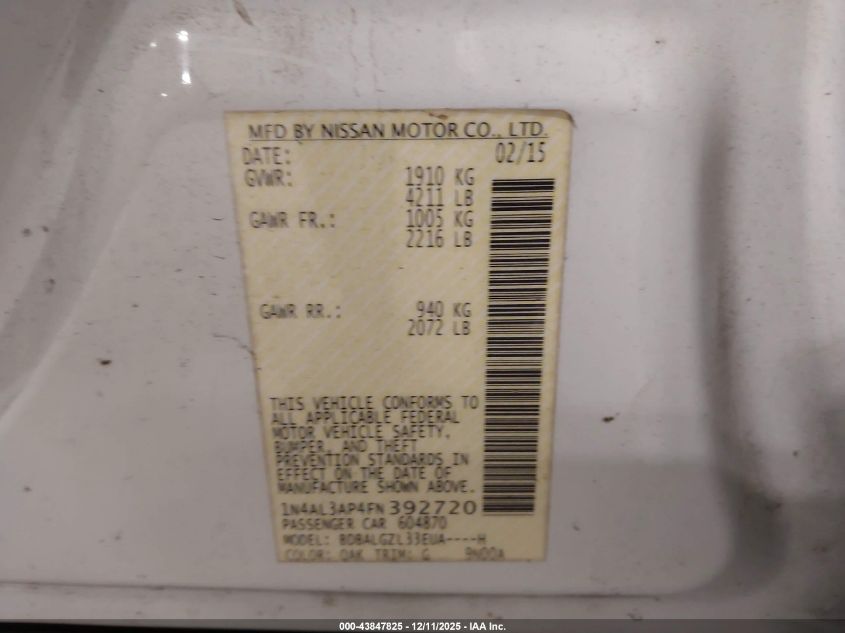 MFD BY NISSAN MOTOR CO., LTD.
DATE: 02/15
GVWR: 1910 KG
4211 LB
GAWR FR.: 1005 KG
2216 LB
GAWR RR.: 940 KG
2072 LB
THIS VEHICLE CONFORMS TO
ALL APPLICABLE FEDERAL
MOTOR VEHICLE SAFETY,
BUMPER, AND THEFT
PREVENTION STANDARDS IN
EFFECT ON THE DATE OF
MANUFACTURE SHOWN ABOVE.
1N4AL3AP4FN392720
PASSENGER CAR 604870
MODEL: BDBALGZL33EUA----H
COLOR: QAK TRIM: G 9N00A
000-43847825 - 12/11/2025 - IAA Inc.